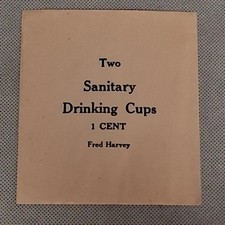 Two
Sanitary
Drinking Cups
1 CENT
Fred Harvey